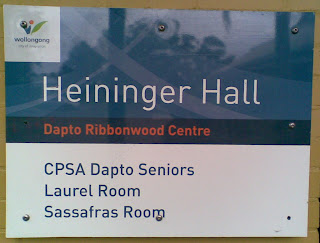 wollongong
city of innovation
Heininger Hall
Dapto Ribbonwood Centre
CPSA Dapto Seniors
Laurel Room
Sassafras Room